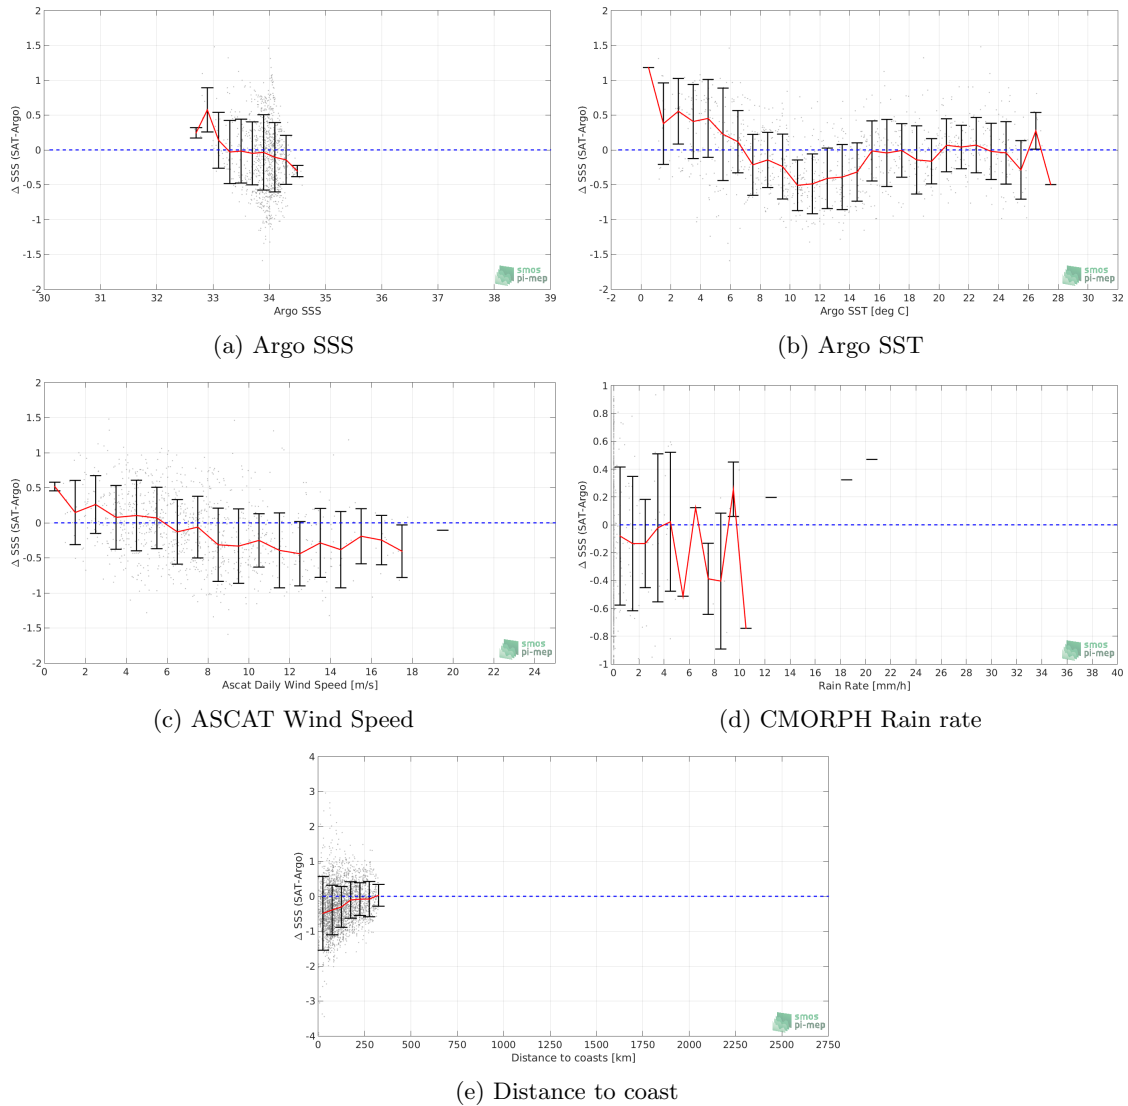 2
1.5
1
0.5
0
-0.5
-1
-1.5
-2
Δ SSS (SAT-Argo)
30 31 32 33 34 35 36 37 38 39
Argo SSS
smos
pi-mep
(a) Argo SSS
2
1.5
1
0.5
0
-0.5
-1
-1.5
-2
Δ SSS (SAT-Argo)
-2 0 2 4 6 8 10 12 14 16 18 20 22 24 26 28 30 32
Argo SST [deg C]
smos
pi-mep
(b) Argo SST
2
1.5
1
0.5
0
-0.5
-1
-1.5
-2
Δ SSS (SAT-Argo)
0 2 4 6 8 10 12 14 16 18 20 22 24
Ascat Daily Wind Speed [m/s]
smos
pi-mep
(c) ASCAT Wind Speed
1
0.8
0.6
0.4
0.2
0
-0.2
-0.4
-0.6
-0.8
-1
Δ SSS (SAT-Argo)
0 2 4 6 8 10 12 14 16 18 20 22 24 26 28 30 32 34 36 38 40
Rain Rate [mm/h]
smos
pi-mep
(d) CMORPH Rain rate
4
3
2
1
0
-1
-2
-3
-4
Δ SSS (SAT-Argo)
0 250 500 750 1000 1250 1500 1750 2000 2250 2500 2750
Distance to coasts [km]
smos
pi-mep
(e) Distance to coast